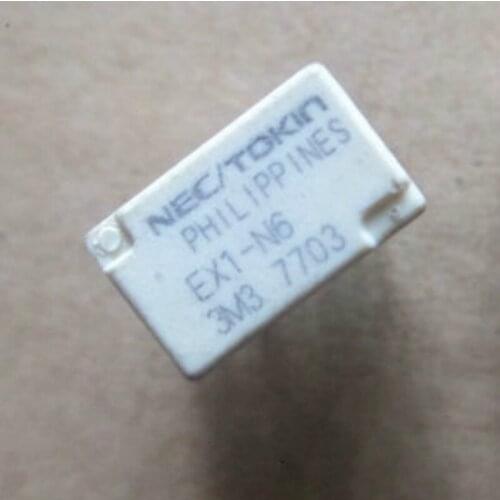 NEC/TOKIN
PHILIPPINES
EX1-N6
3M3 7703